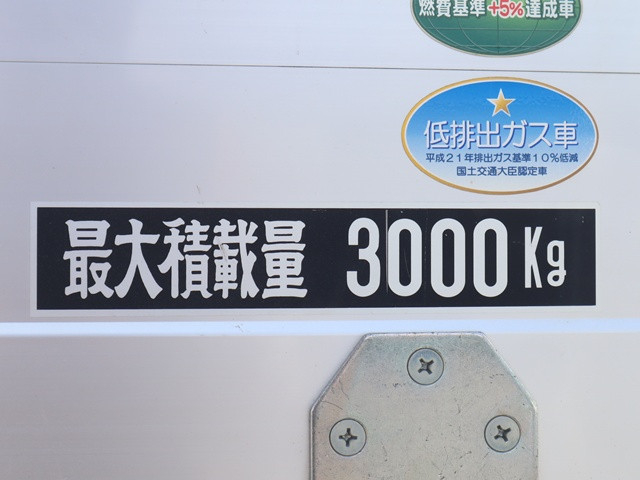 燃費基準+5%達成車
低排出ガス車
平成21年排出ガス基準10%低減
国土交通大臣認定車
最大積載量 3000Kg